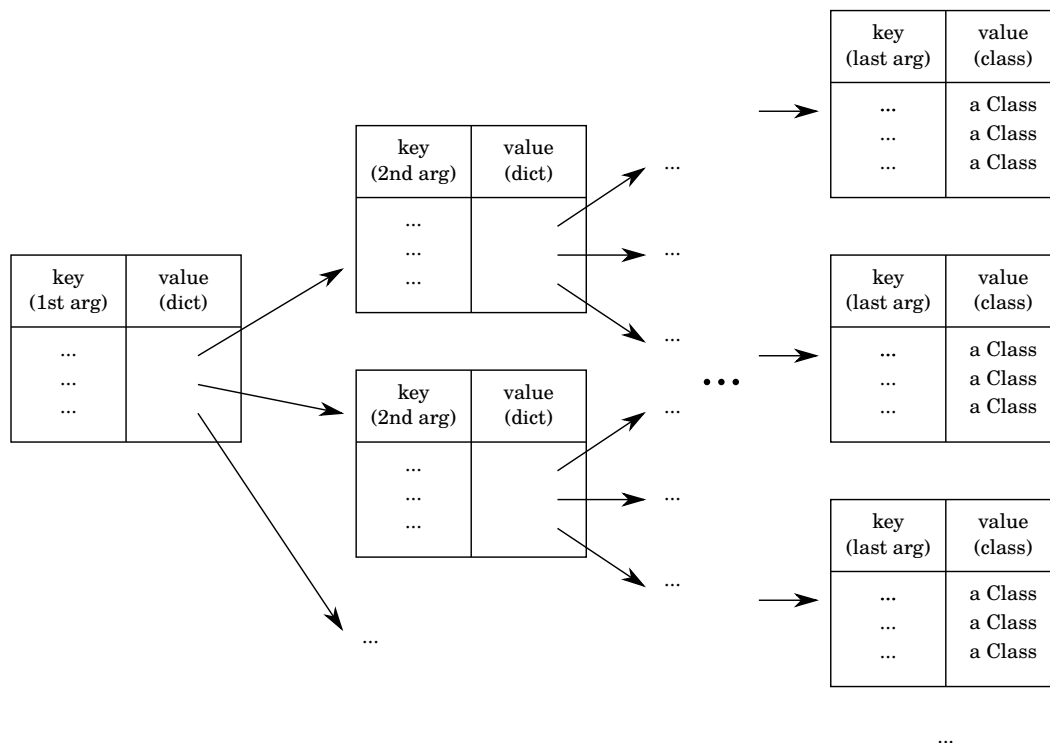 key value
(1st arg) (dict)
...
...
...
key value
(2nd arg) (dict)
...
...
...
key value
(2nd arg) (dict)
...
...
...
...
...
...
...
...
...
...
...
...
key value
(last arg) (class)
... a Class
... a Class
... a Class
key value
(last arg) (class)
... a Class
... a Class
... a Class
key value
(last arg) (class)
... a Class
... a Class
... a Class
...